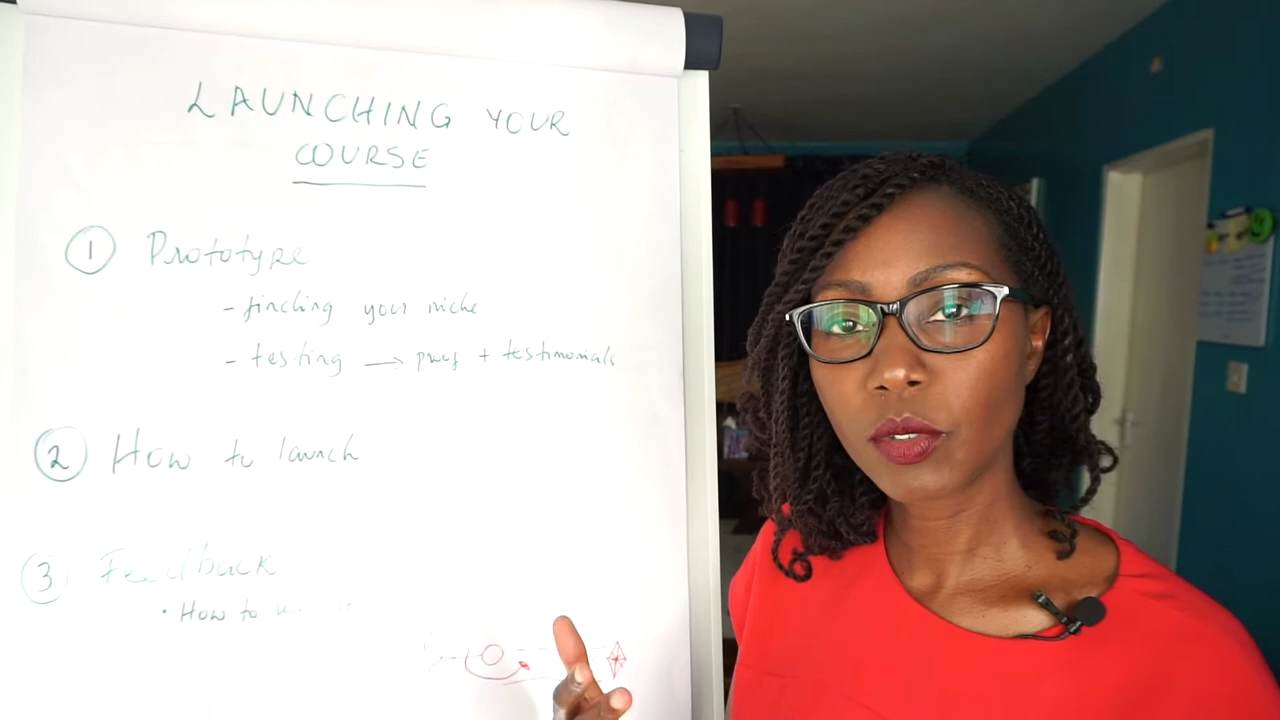 LAUNCHING YOUR
COURSE
1 Prototype
- finding your niche
- testing → proof + testimonials
2 How to launch
3 Feedback
• How to